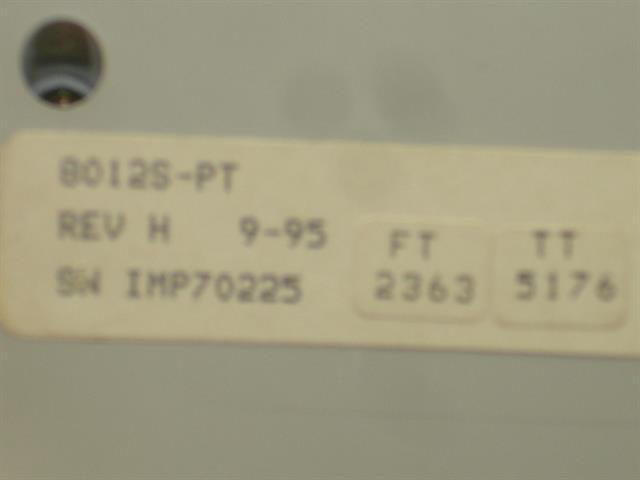 8012S-PT
REV H 9-95
SW IMP70225
FT
2363
TT
5176